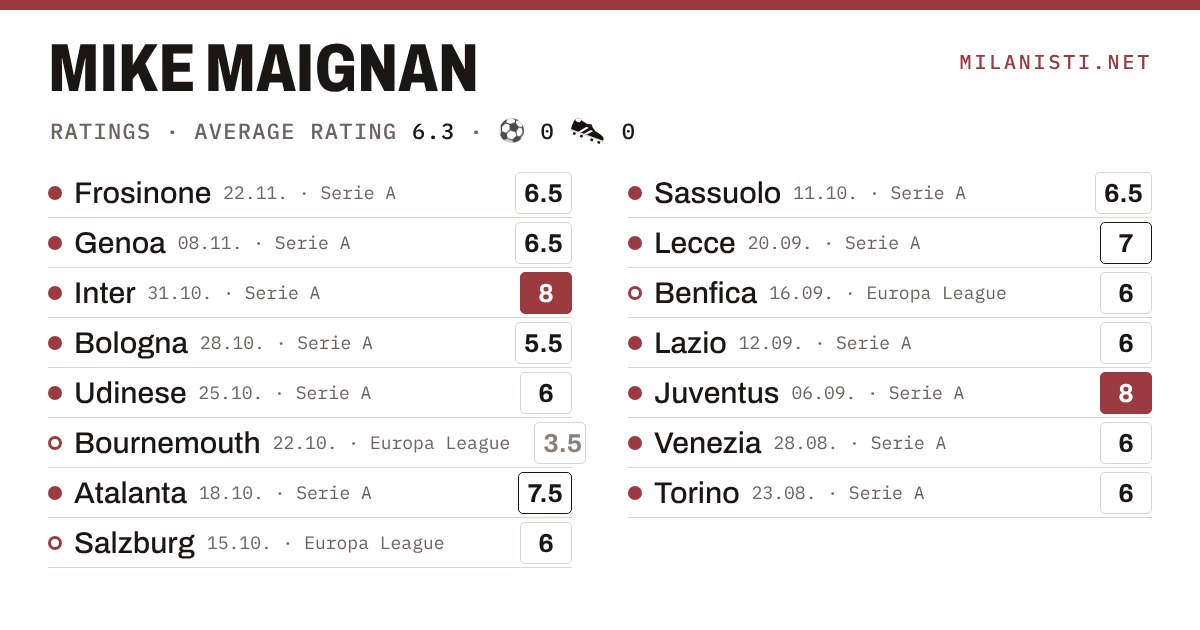 MIKE MAIGNAN
MILANISTI.NET
RATINGS · AVERAGE RATING 6.3 · ⚽ 0 👟 0
Frosinone 22.11. · Serie A 6.5
Genoa 08.11. · Serie A 6.5
Inter 31.10. · Serie A 8
Bologna 28.10. · Serie A 5.5
Udinese 25.10. · Serie A 6
Bournemouth 22.10. · Europa League 3.5
Atalanta 18.10. · Serie A 7.5
Salzburg 15.10. · Europa League 6
Sassuolo 11.10. · Serie A 6.5
Lecce 20.09. · Serie A 7
Benfica 16.09. · Europa League 6
Lazio 12.09. · Serie A 6
Juventus 06.09. · Serie A 8
Venezia 28.08. · Serie A 6
Torino 23.08. · Serie A 6